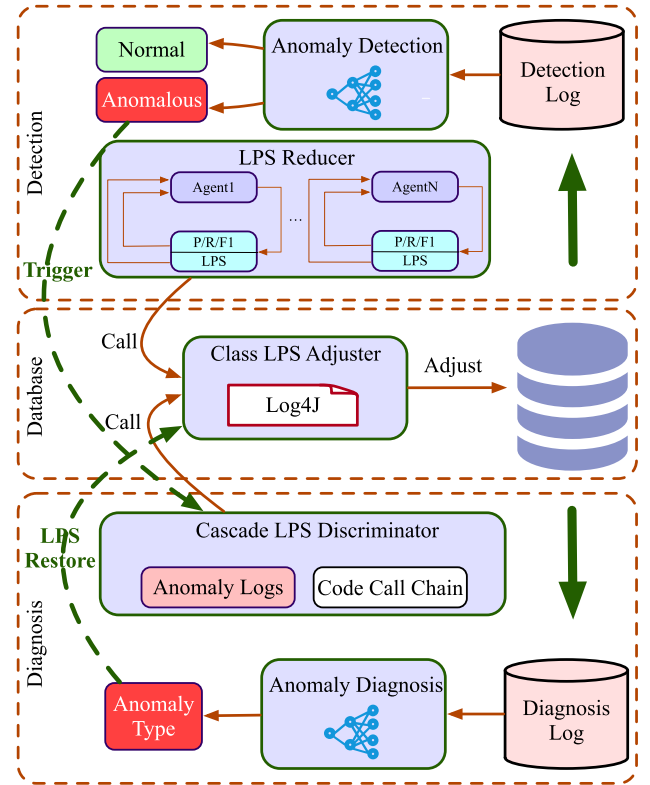 Detection
Normal
Anomalous
Anomaly Detection
Detection
Log
LPS Reducer
Agent1
P/R/F1
LPS
...
AgentN
P/R/F1
LPS
Trigger
Database
Call
Call
Class LPS Adjuster
Log4J
Adjust
Diagnosis
LPS
Restore
Cascade LPS Discriminator
Anomaly Logs
Code Call Chain
Anomaly
Type
Anomaly Diagnosis
Diagnosis
Log